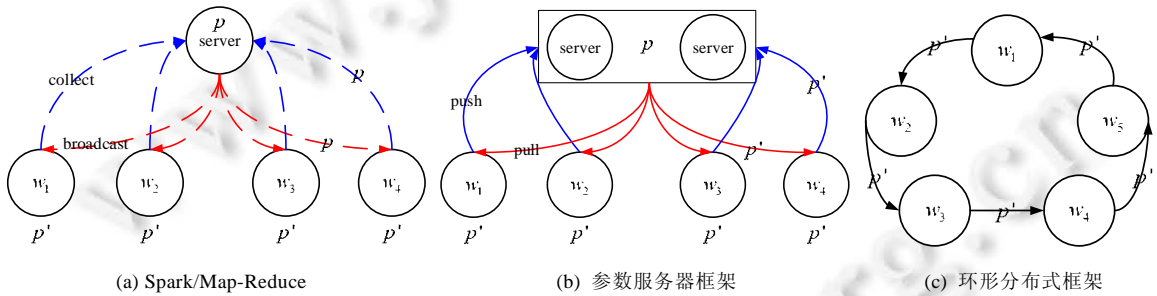 p
server
collect
p
broadcast
p
w1
w2
w3
w4
p'
p'
p'
p'
(a) Spark/Map-Reduce
server
p
server
push
p'
pull
p'
w1
w2
w3
w4
p'
p'
p'
p'
(b) 参数服务器框架
p'
p'
w1
w2
w5
p'
p'
w3
p'
w4
(c) 环形分布式框架